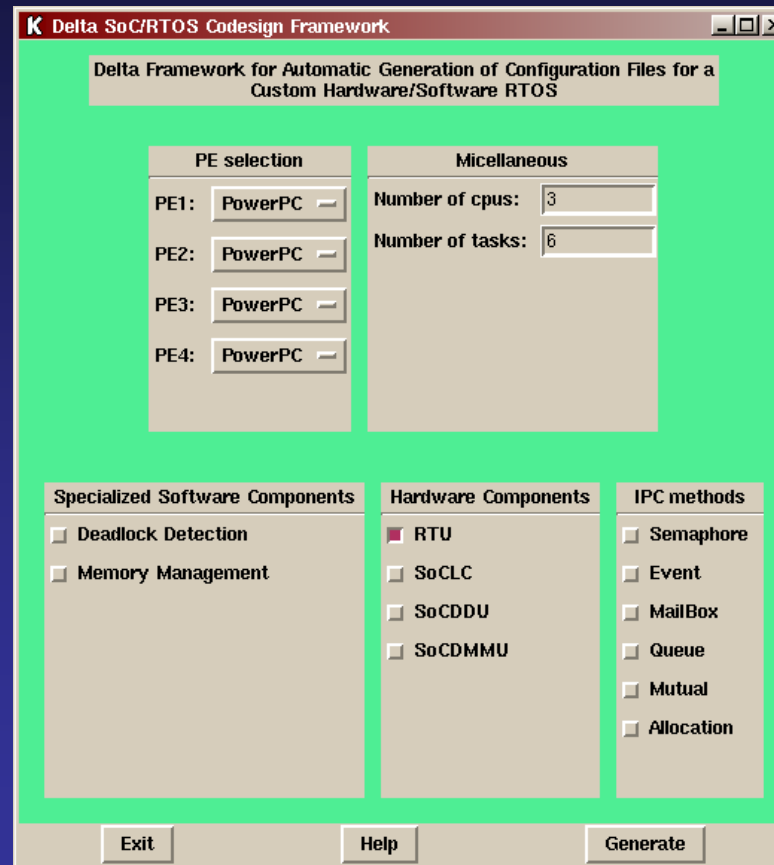 Delta SoC/RTOS Codesign Framework
Delta Framework for Automatic Generation of Configuration Files for a
Custom Hardware/Software RTOS
PE selection
PE1: PowerPC
PE2: PowerPC
PE3: PowerPC
PE4: PowerPC
Micellaneous
Number of cpus: 3
Number of tasks: 6
Specialized Software Components
Deadlock Detection
Memory Management
Hardware Components
RTU
SoCLC
SoCDDU
SoCDMMU
IPC methods
Semaphore
Event
MailBox
Queue
Mutual
Allocation
Exit
Help
Generate